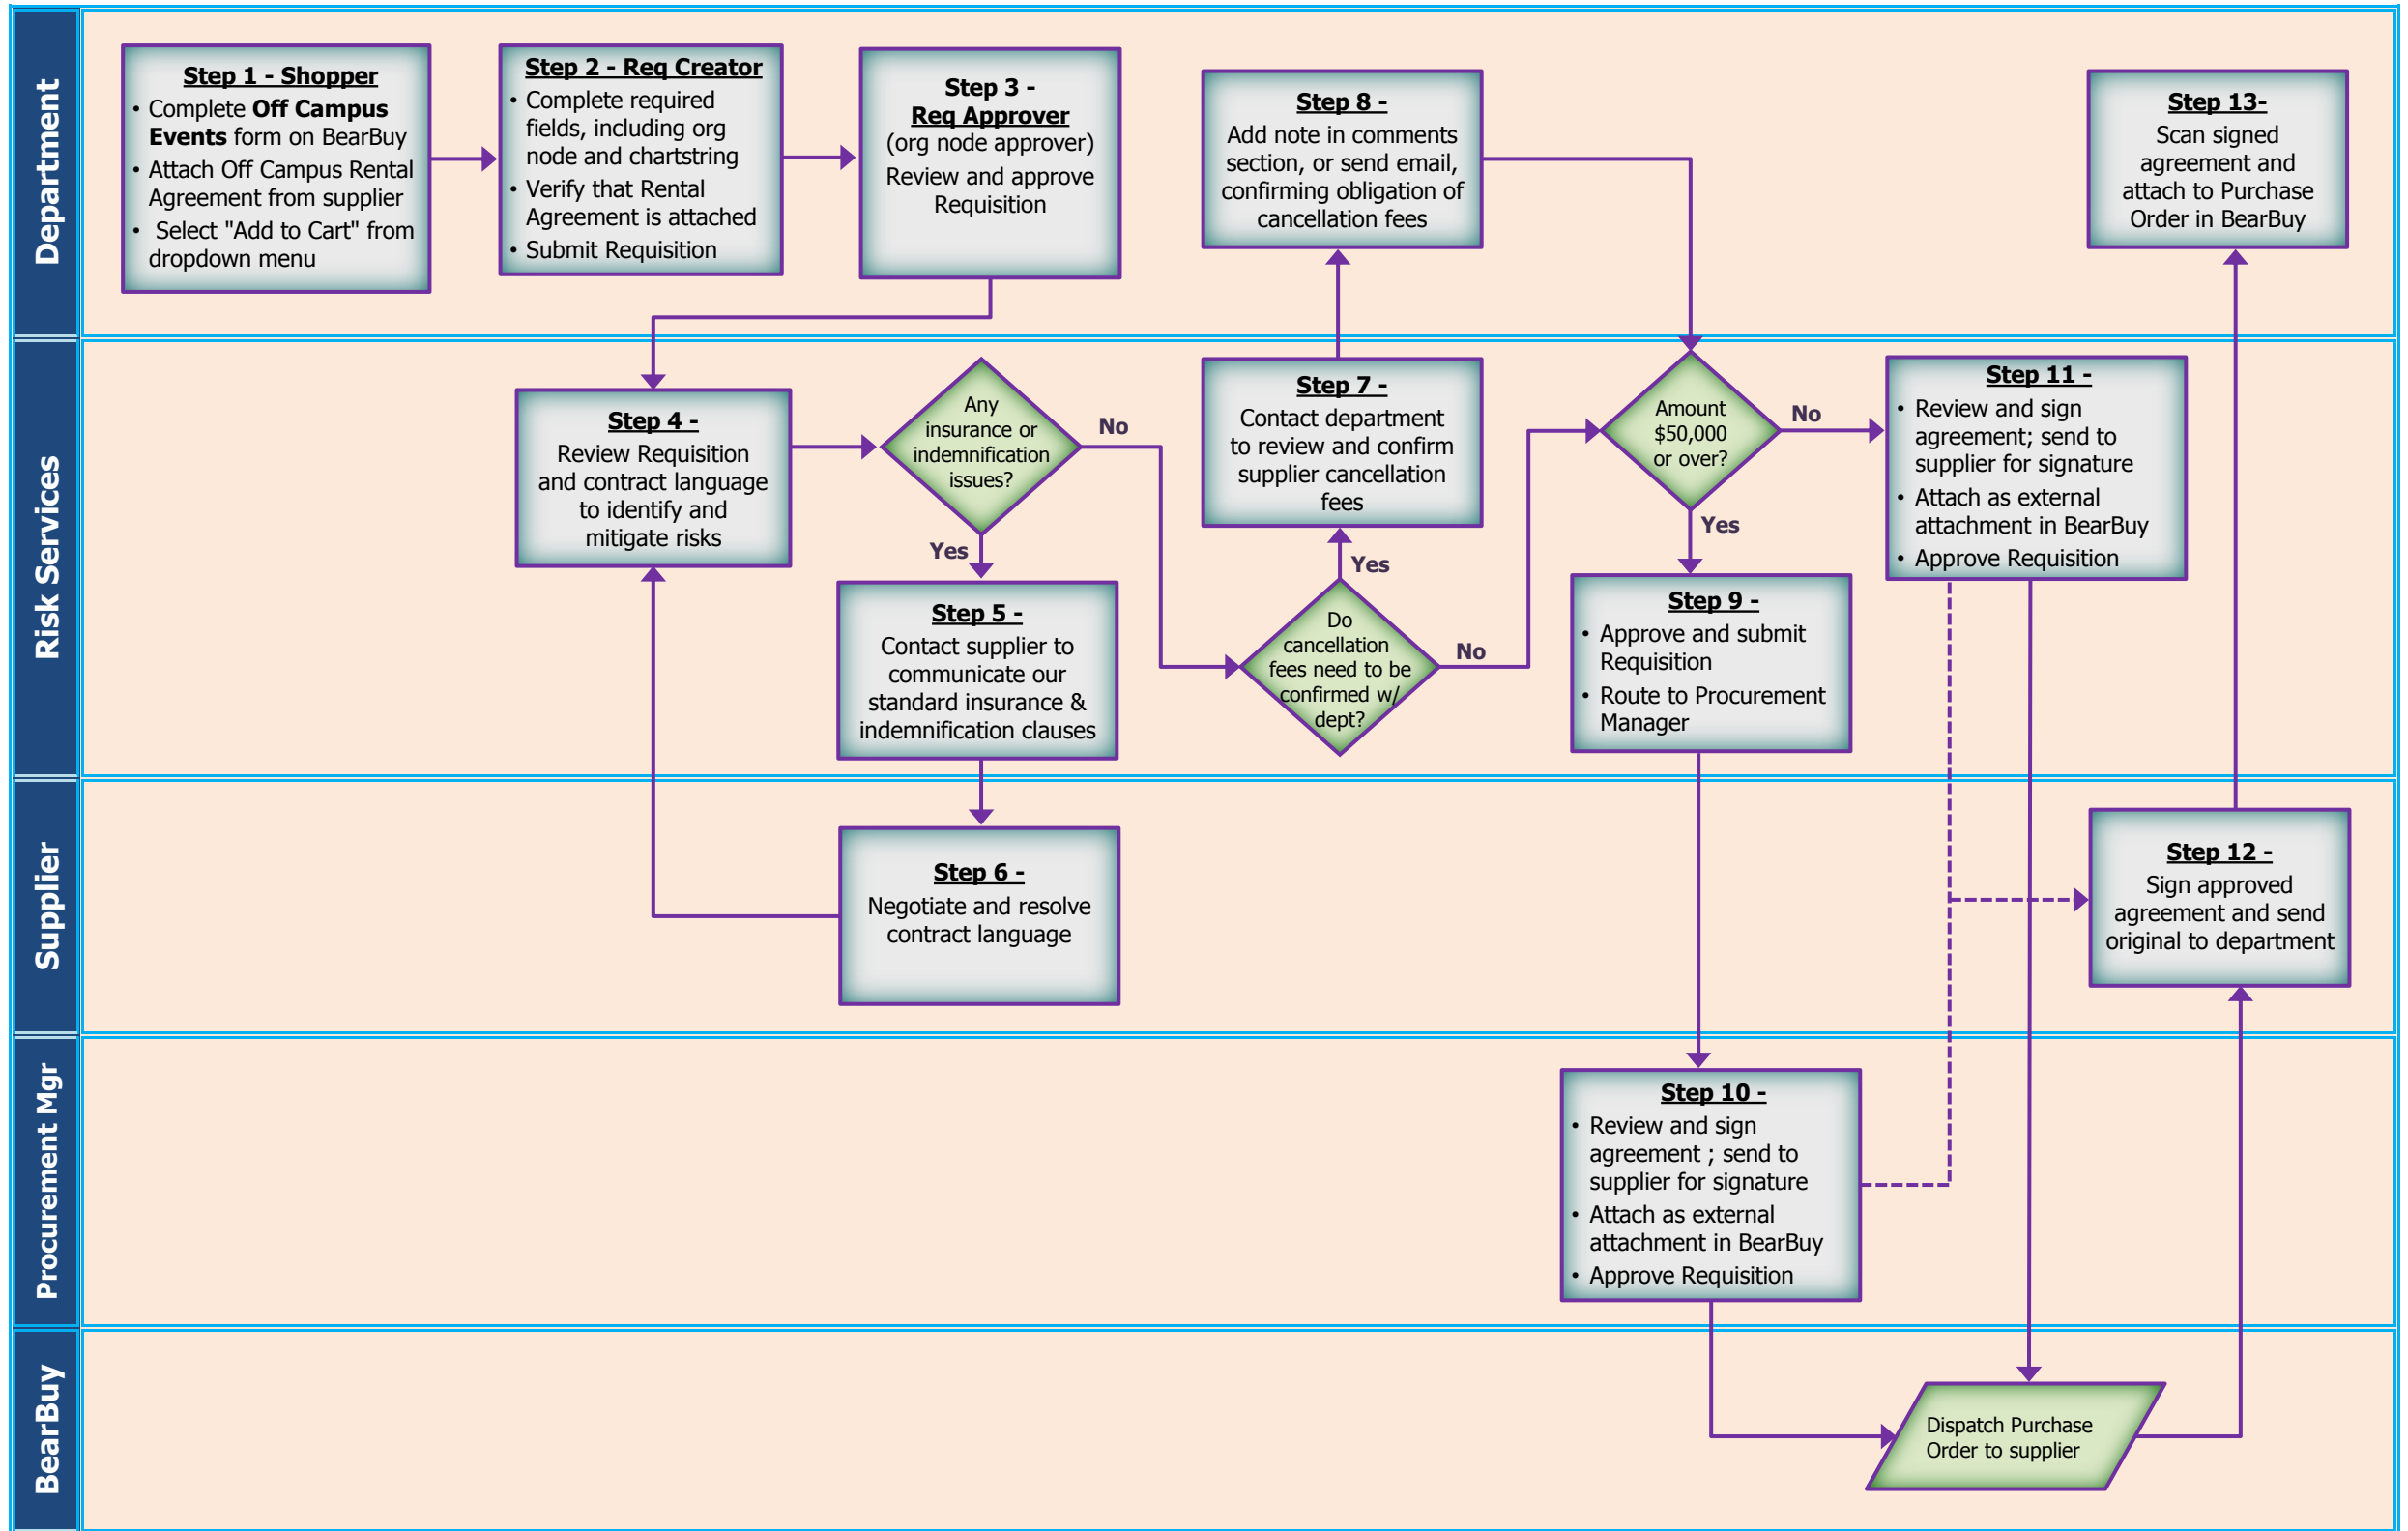 Department
Step 1 - Shopper
• Complete Off Campus
Events form on BearBuy
• Attach Off Campus Rental
Agreement from supplier
• Select "Add to Cart" from
dropdown menu
Step 2 - Req Creator
• Complete required
fields, including org
node and chartstring
• Verify that Rental
Agreement is attached
• Submit Requisition
Step 3 -
Req Approver
(org node approver)
Review and approve
Requisition
Step 8 -
Add note in comments
section, or send email,
confirming obligation of
cancellation fees
Step 13-
Scan signed
agreement and
attach to Purchase
Order in BearBuy
Risk Services
Step 4 -
Review Requisition
and contract language
to identify and
mitigate risks
Any
insurance or
indemnification
issues?
No
Yes
Step 5 -
Contact supplier to
communicate our
standard insurance &
indemnification clauses
Step 7 -
Contact department
to review and confirm
supplier cancellation
fees
Yes
Do
cancellation
fees need to be
confirmed w/
dept?
No
Amount
$50,000
or over?
No
Yes
Step 9 -
• Approve and submit
Requisition
• Route to Procurement
Manager
Step 11 -
• Review and sign
agreement; send to
supplier for signature
• Attach as external
attachment in BearBuy
• Approve Requisition
Supplier
Step 6 -
Negotiate and resolve
contract language
Step 12 -
Sign approved
agreement and send
original to department
Procurement Mgr
Step 10 -
• Review and sign
agreement ; send to
supplier for signature
• Attach as external
attachment in BearBuy
• Approve Requisition
BearBuy
Dispatch Purchase
Order to supplier